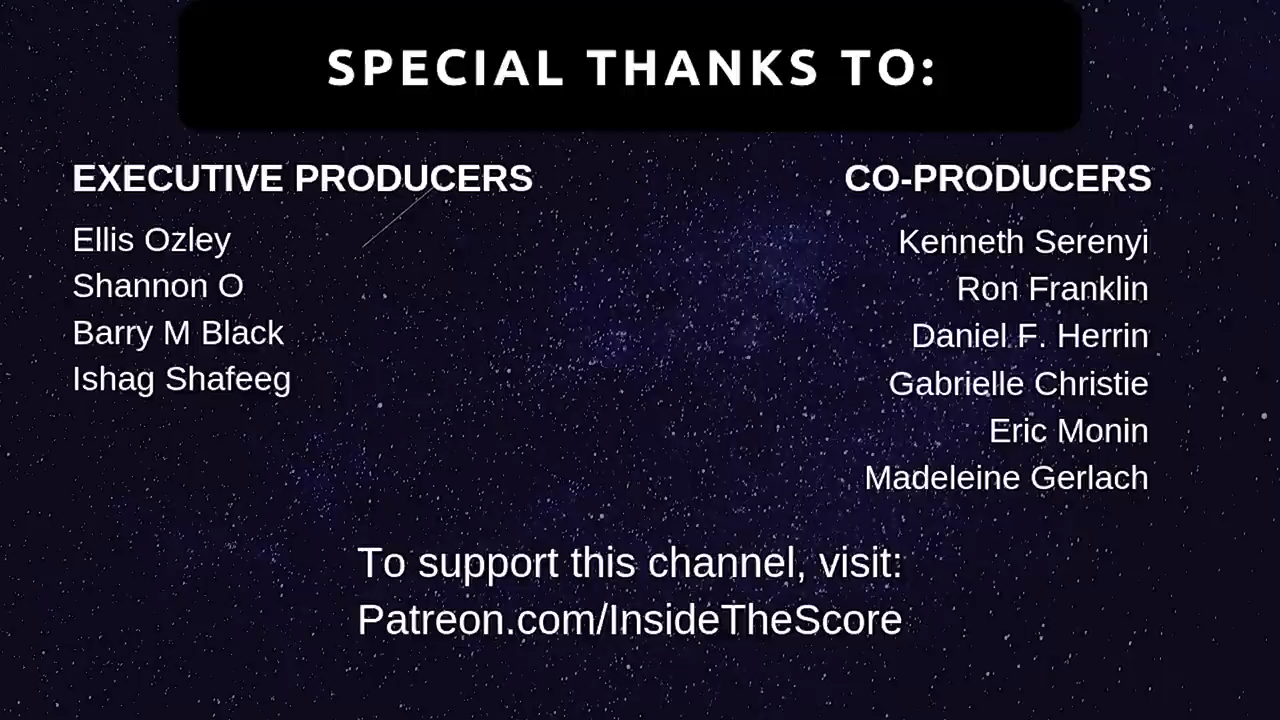 SPECIAL THANKS TO:
EXECUTIVE PRODUCERS
Ellis Ozley
Shannon O
Barry M Black
Ishag Shafeeg
CO-PRODUCERS
Kenneth Serenyi
Ron Franklin
Daniel F. Herrin
Gabrielle Christie
Eric Monin
Madeleine Gerlach
To support this channel, visit:
Patreon.com/InsideTheScore